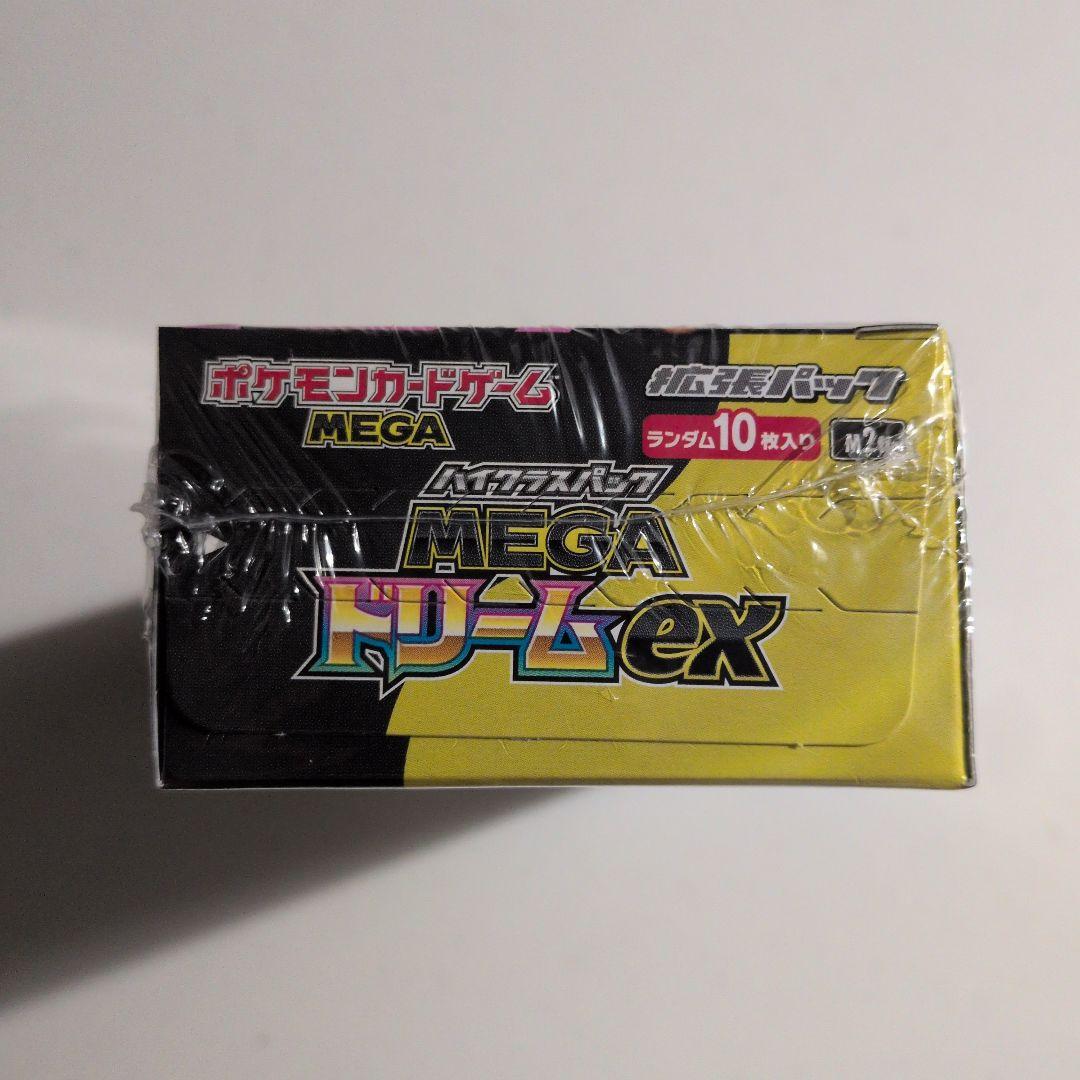 ポケモンカードゲーム
MEGA
拡張パック
ランダム10枚入り
ハイクラスパック
MEGA
ドリームex